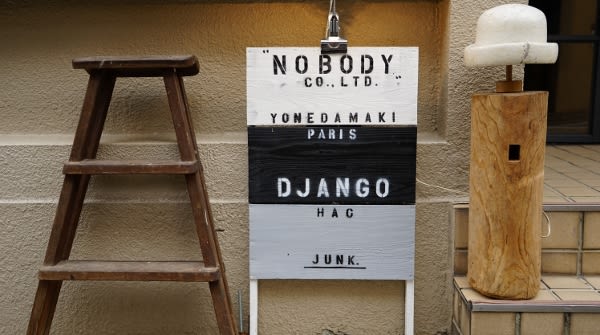 "NOBODY"
CO.,LTD.
YONEDAMAKI
PARIS
DJANGO
HAG
JUNK.